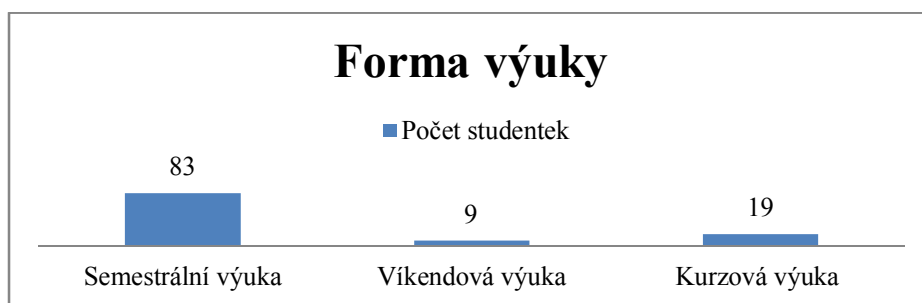 Forma výuky
Počet studentek
83
9
19
Semestrální výuka
Víkendová výuka
Kurzová výuka